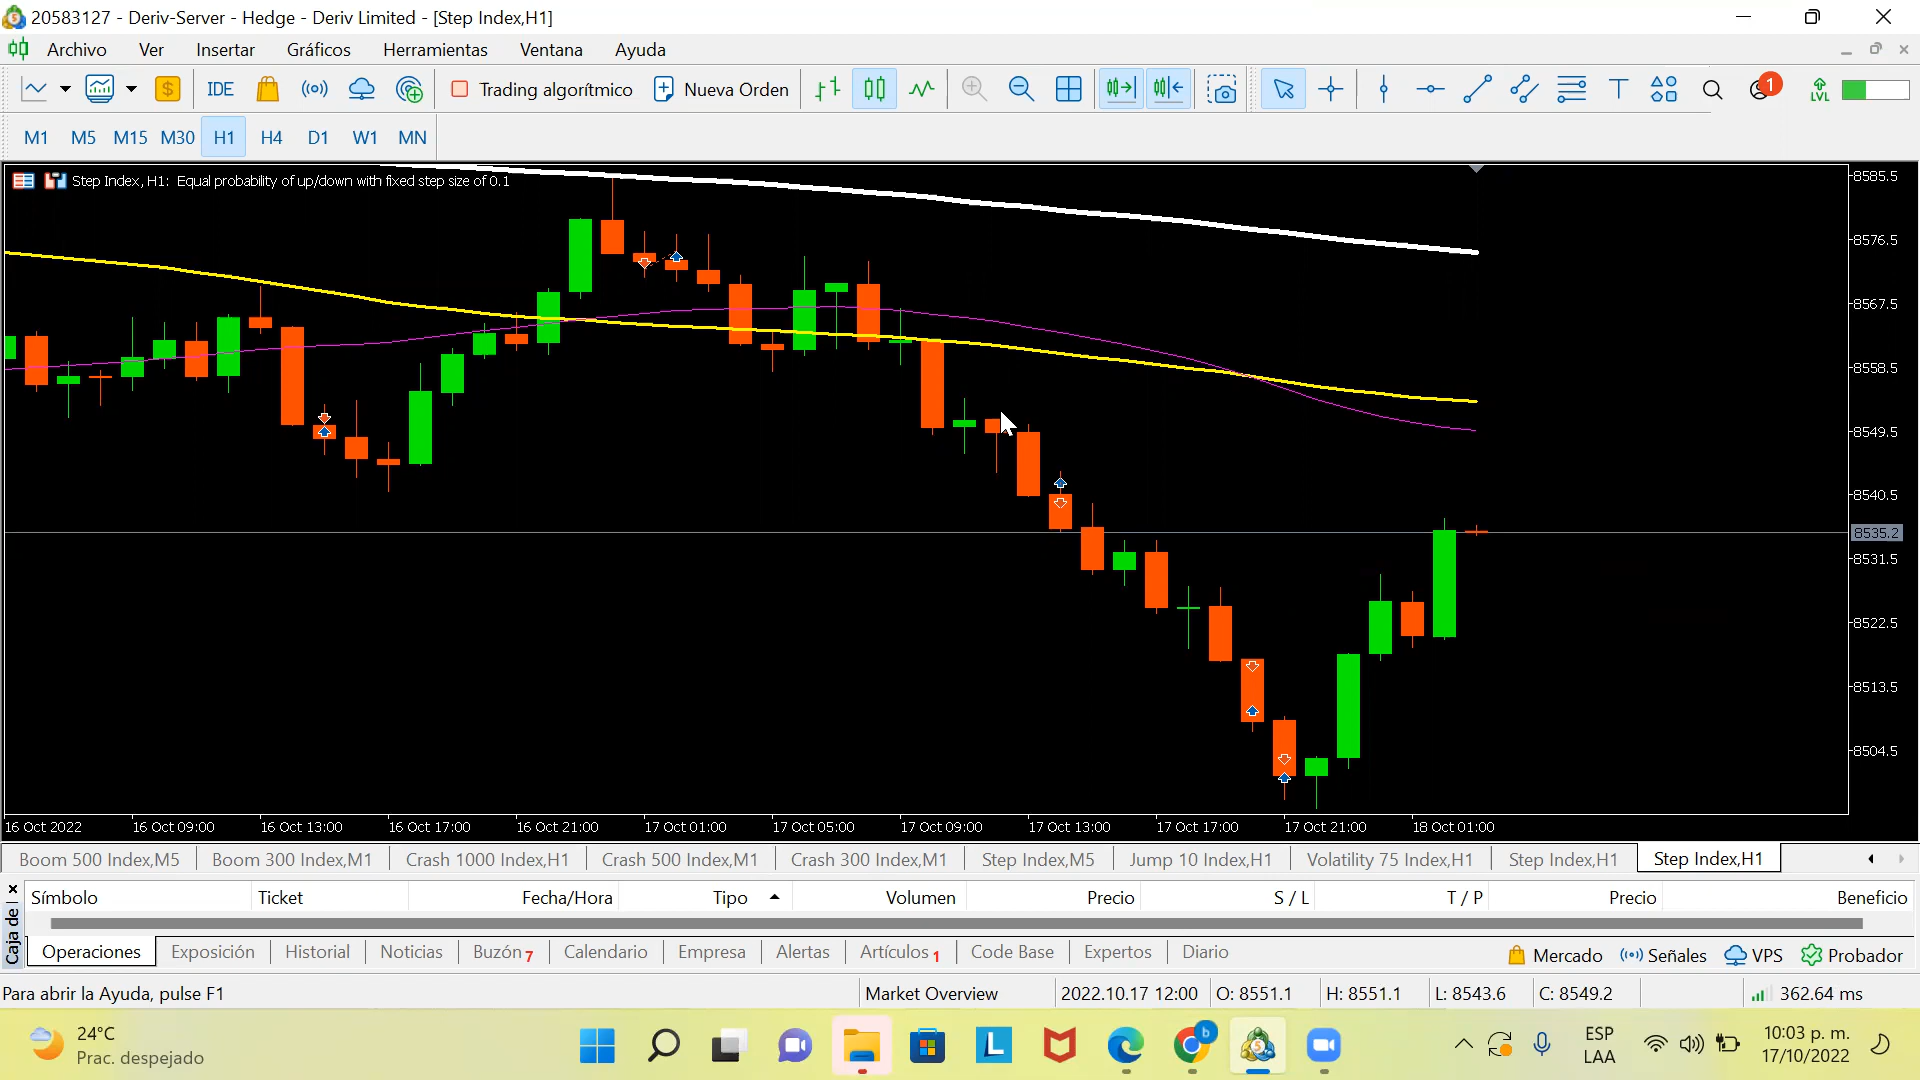 20583127 - Deriv-Server - Hedge - Deriv Limited - [Step Index,H1]
Archivo Ver Insertar Gráficos Herramientas Ventana Ayuda
IDE Trading algorítmico Nueva Orden 1 LVL
M1 M5 M15 M30 H1 H4 D1 W1 MN
Step Index, H1: Equal probability of up/down with fixed step size of 0.1
8585.5
8576.5
8567.5
8558.5
8549.5
8540.5
8535.2
8531.5
8522.5
8513.5
8504.5
16 Oct 2022 16 Oct 09:00 16 Oct 13:00 16 Oct 17:00 16 Oct 21:00 17 Oct 01:00 17 Oct 05:00 17 Oct 09:00 17 Oct 13:00 17 Oct 17:00 17 Oct 21:00 18 Oct 01:00
Boom 500 Index,M5 Boom 300 Index,M1 Crash 1000 Index,H1 Crash 500 Index,M1 Crash 300 Index,M1 Step Index,M5 Jump 10 Index,H1 Volatility 75 Index,H1 Step Index,H1 Step Index,H1
Caja de
Símbolo Ticket Fecha/Hora Tipo Volumen Precio S / L T / P Precio Beneficio
Operaciones Exposición Historial Noticias Buzón 7 Calendario Empresa Alertas Artículos 1 Code Base Expertos Diario Mercado Señales VPS Probador
Para abrir la Ayuda, pulse F1 Market Overview 2022.10.17 12:00 O: 8551.1 H: 8551.1 L: 8543.6 C: 8549.2 362.64 ms
24°C
Prac. despejado
L
b
ESP
LAA
10:03 p. m.
17/10/2022